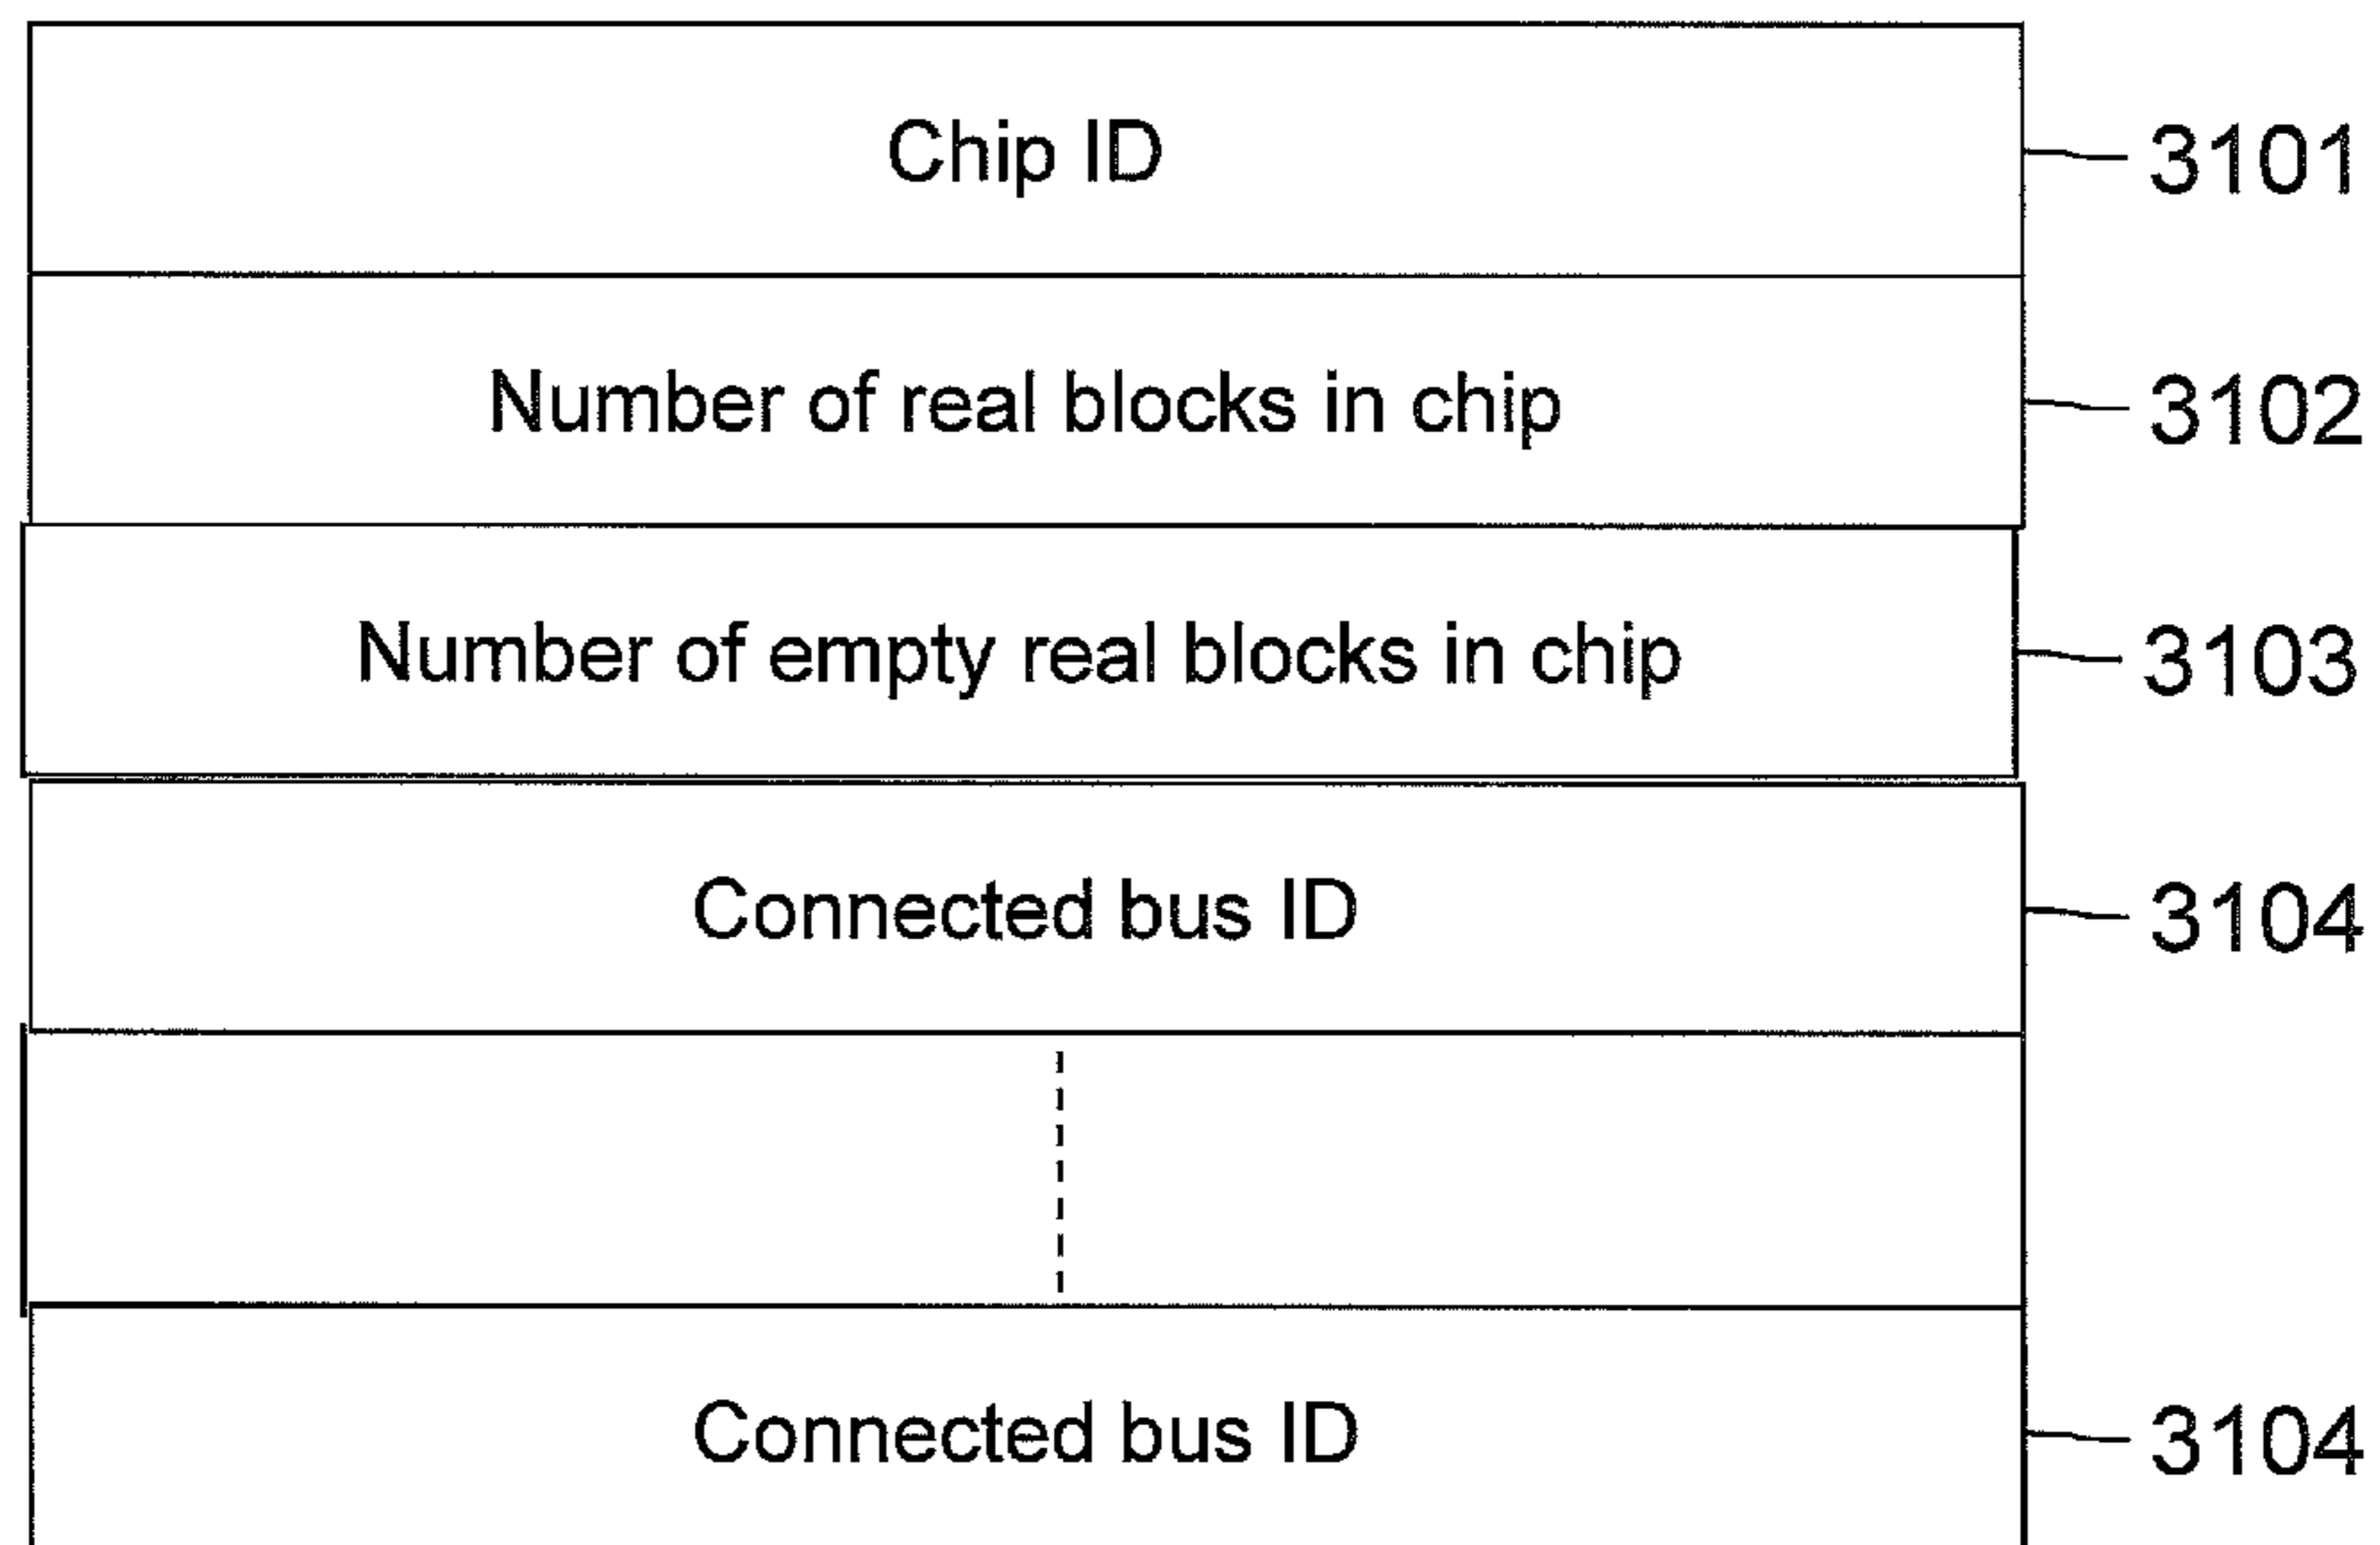 Chip ID 3101
Number of real blocks in chip 3102
Number of empty real blocks in chip 3103
Connected bus ID 3104
Connected bus ID 3104